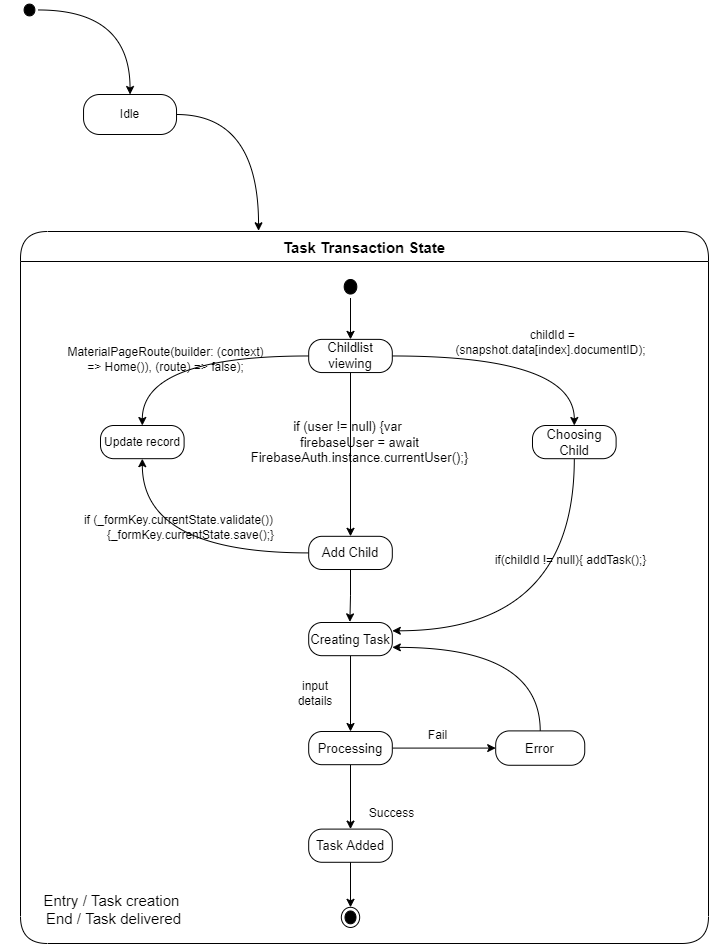 Idle
Task Transaction State
Childlist
viewing
childId =
(snapshot.data[index].documentID);
MaterialPageRoute(builder: (context)
=> Home()), (route) => false);
Update record
if (user != null) {var
firebaseUser = await
FirebaseAuth.instance.currentUser();}
Choosing
Child
if (_formKey.currentState.validate())
{_formKey.currentState.save();}
Add Child
if(childId != null){ addTask();}
Creating Task
input
details
Processing
Fail
Error
Success
Task Added
Entry / Task creation
End / Task delivered